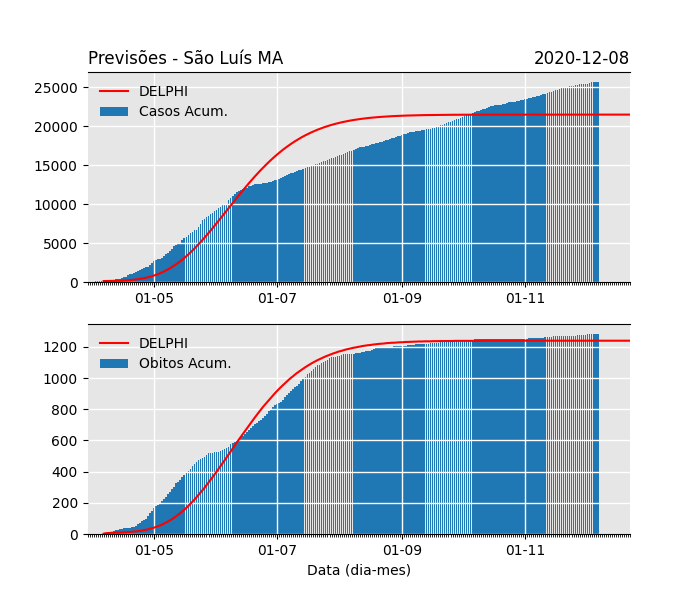 Previsões - São Luís MA 2020-12-08
25000
20000
15000
10000
5000
0
DELPHI
Casos Acum.
01-05 01-07 01-09 01-11
1200
1000
800
600
400
200
0
DELPHI
Obitos Acum.
01-05 01-07 01-09 01-11
Data (dia-mes)